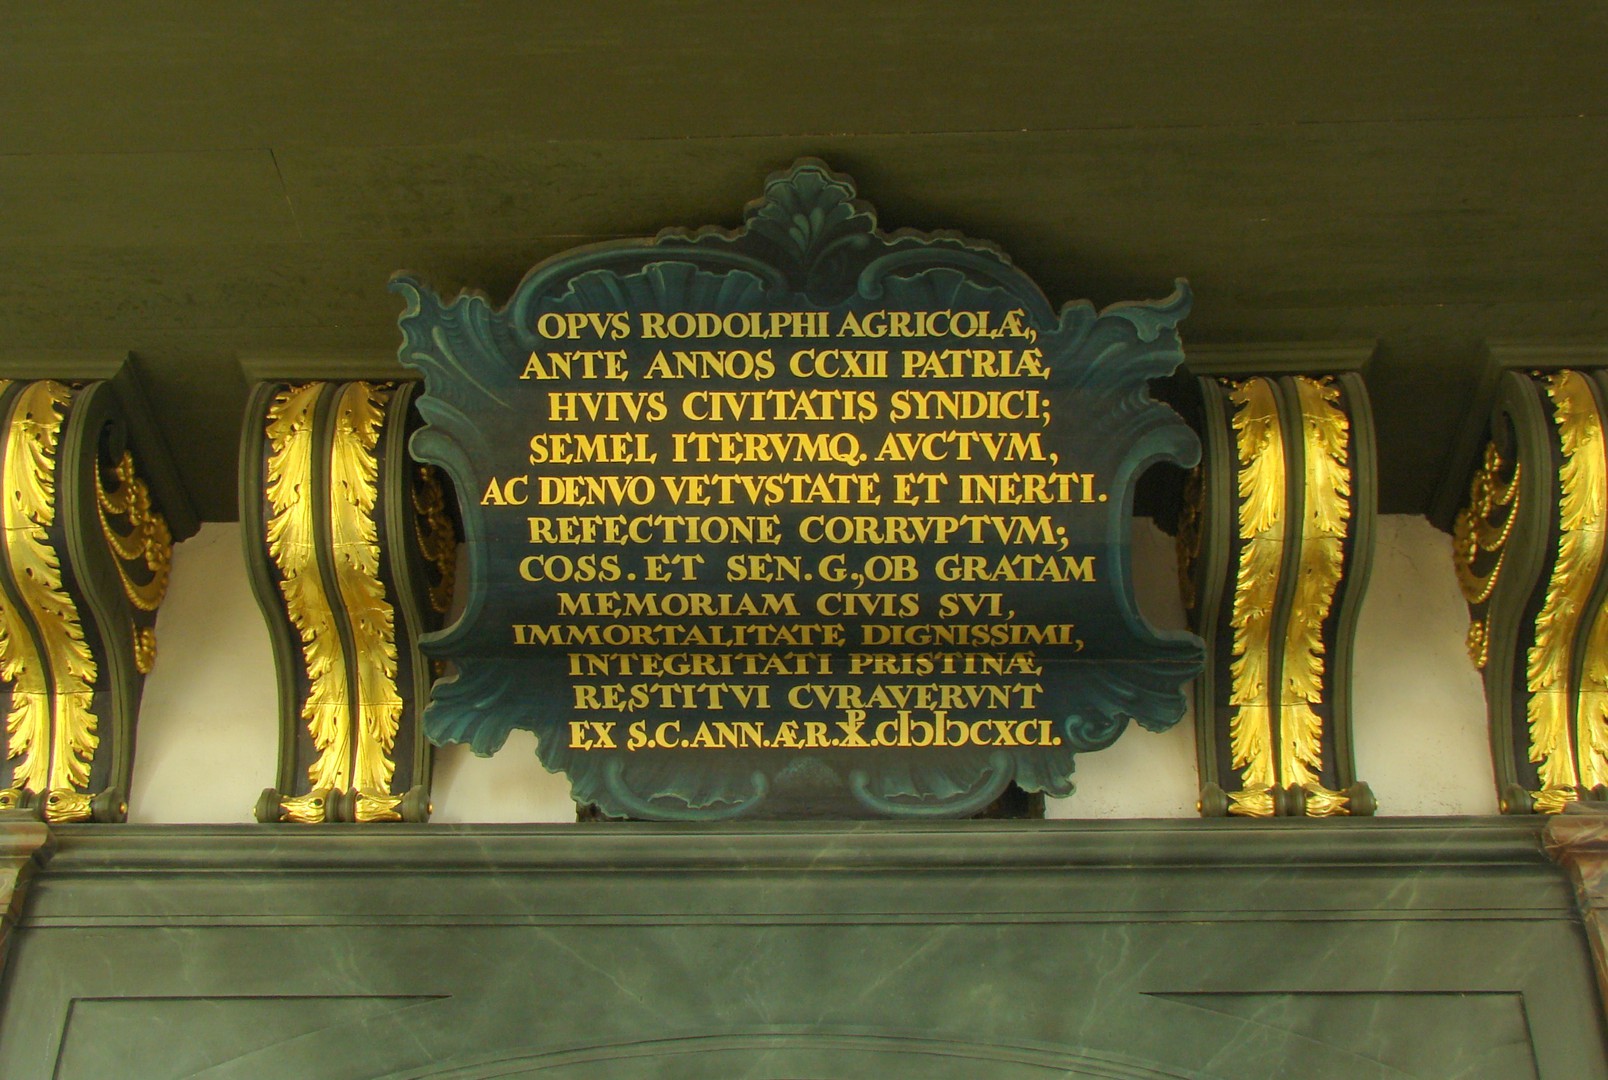 OPVS RODOLPHI AGRICOLÆ,
ANTE ANNOS CCXII PATRIÆ
HVIVS CIVITATIS SYNDICI;
SEMEL ITERVMQ. AVCTVM,
AC DENVO VETVSTATE ET INERTI.
REFECTIONE CORRVPTVM;
COSS. ET SEN. G., OB GRATAM
MEMORIAM CIVIS SVI,
IMMORTALITATE DIGNISSIMI,
INTEGRITATI PRISTINÆ
RESTITVI CVRAVERVNT
EX S.C. ANN. ÆR. ☧. cIↃIↃCXCI.